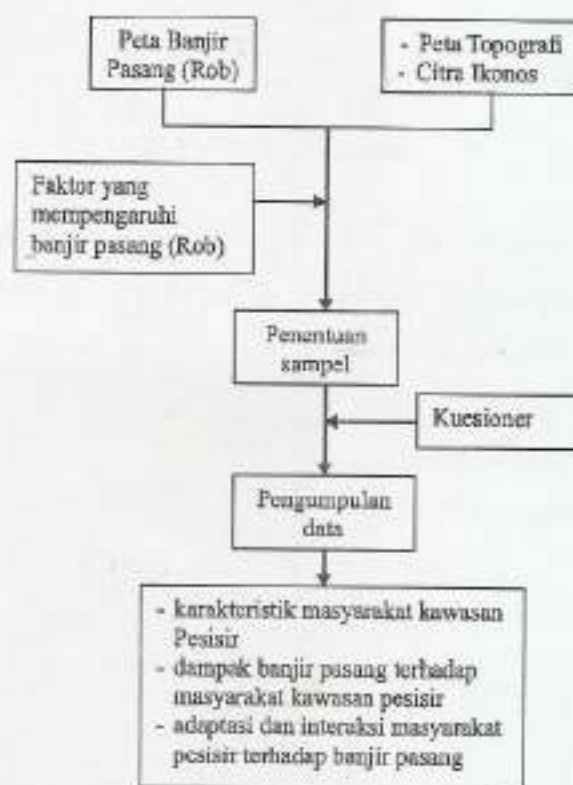 Peta Banjir
Pasang (Rob)
- Peta Topografi
- Citra Ikonos
Faktor yang
mempengaruhi
banjir pasang (Rob)
Penentuan
sampel
Kuesioner
Pengumpulan
data
- karakteristik masyarakat kawasan
Pesisir
- dampak banjir pasang terhadap
masyarakat kawasan pesisir
- adaptasi dan interaksi masyarakat
pesisir terhadap banjir pasang